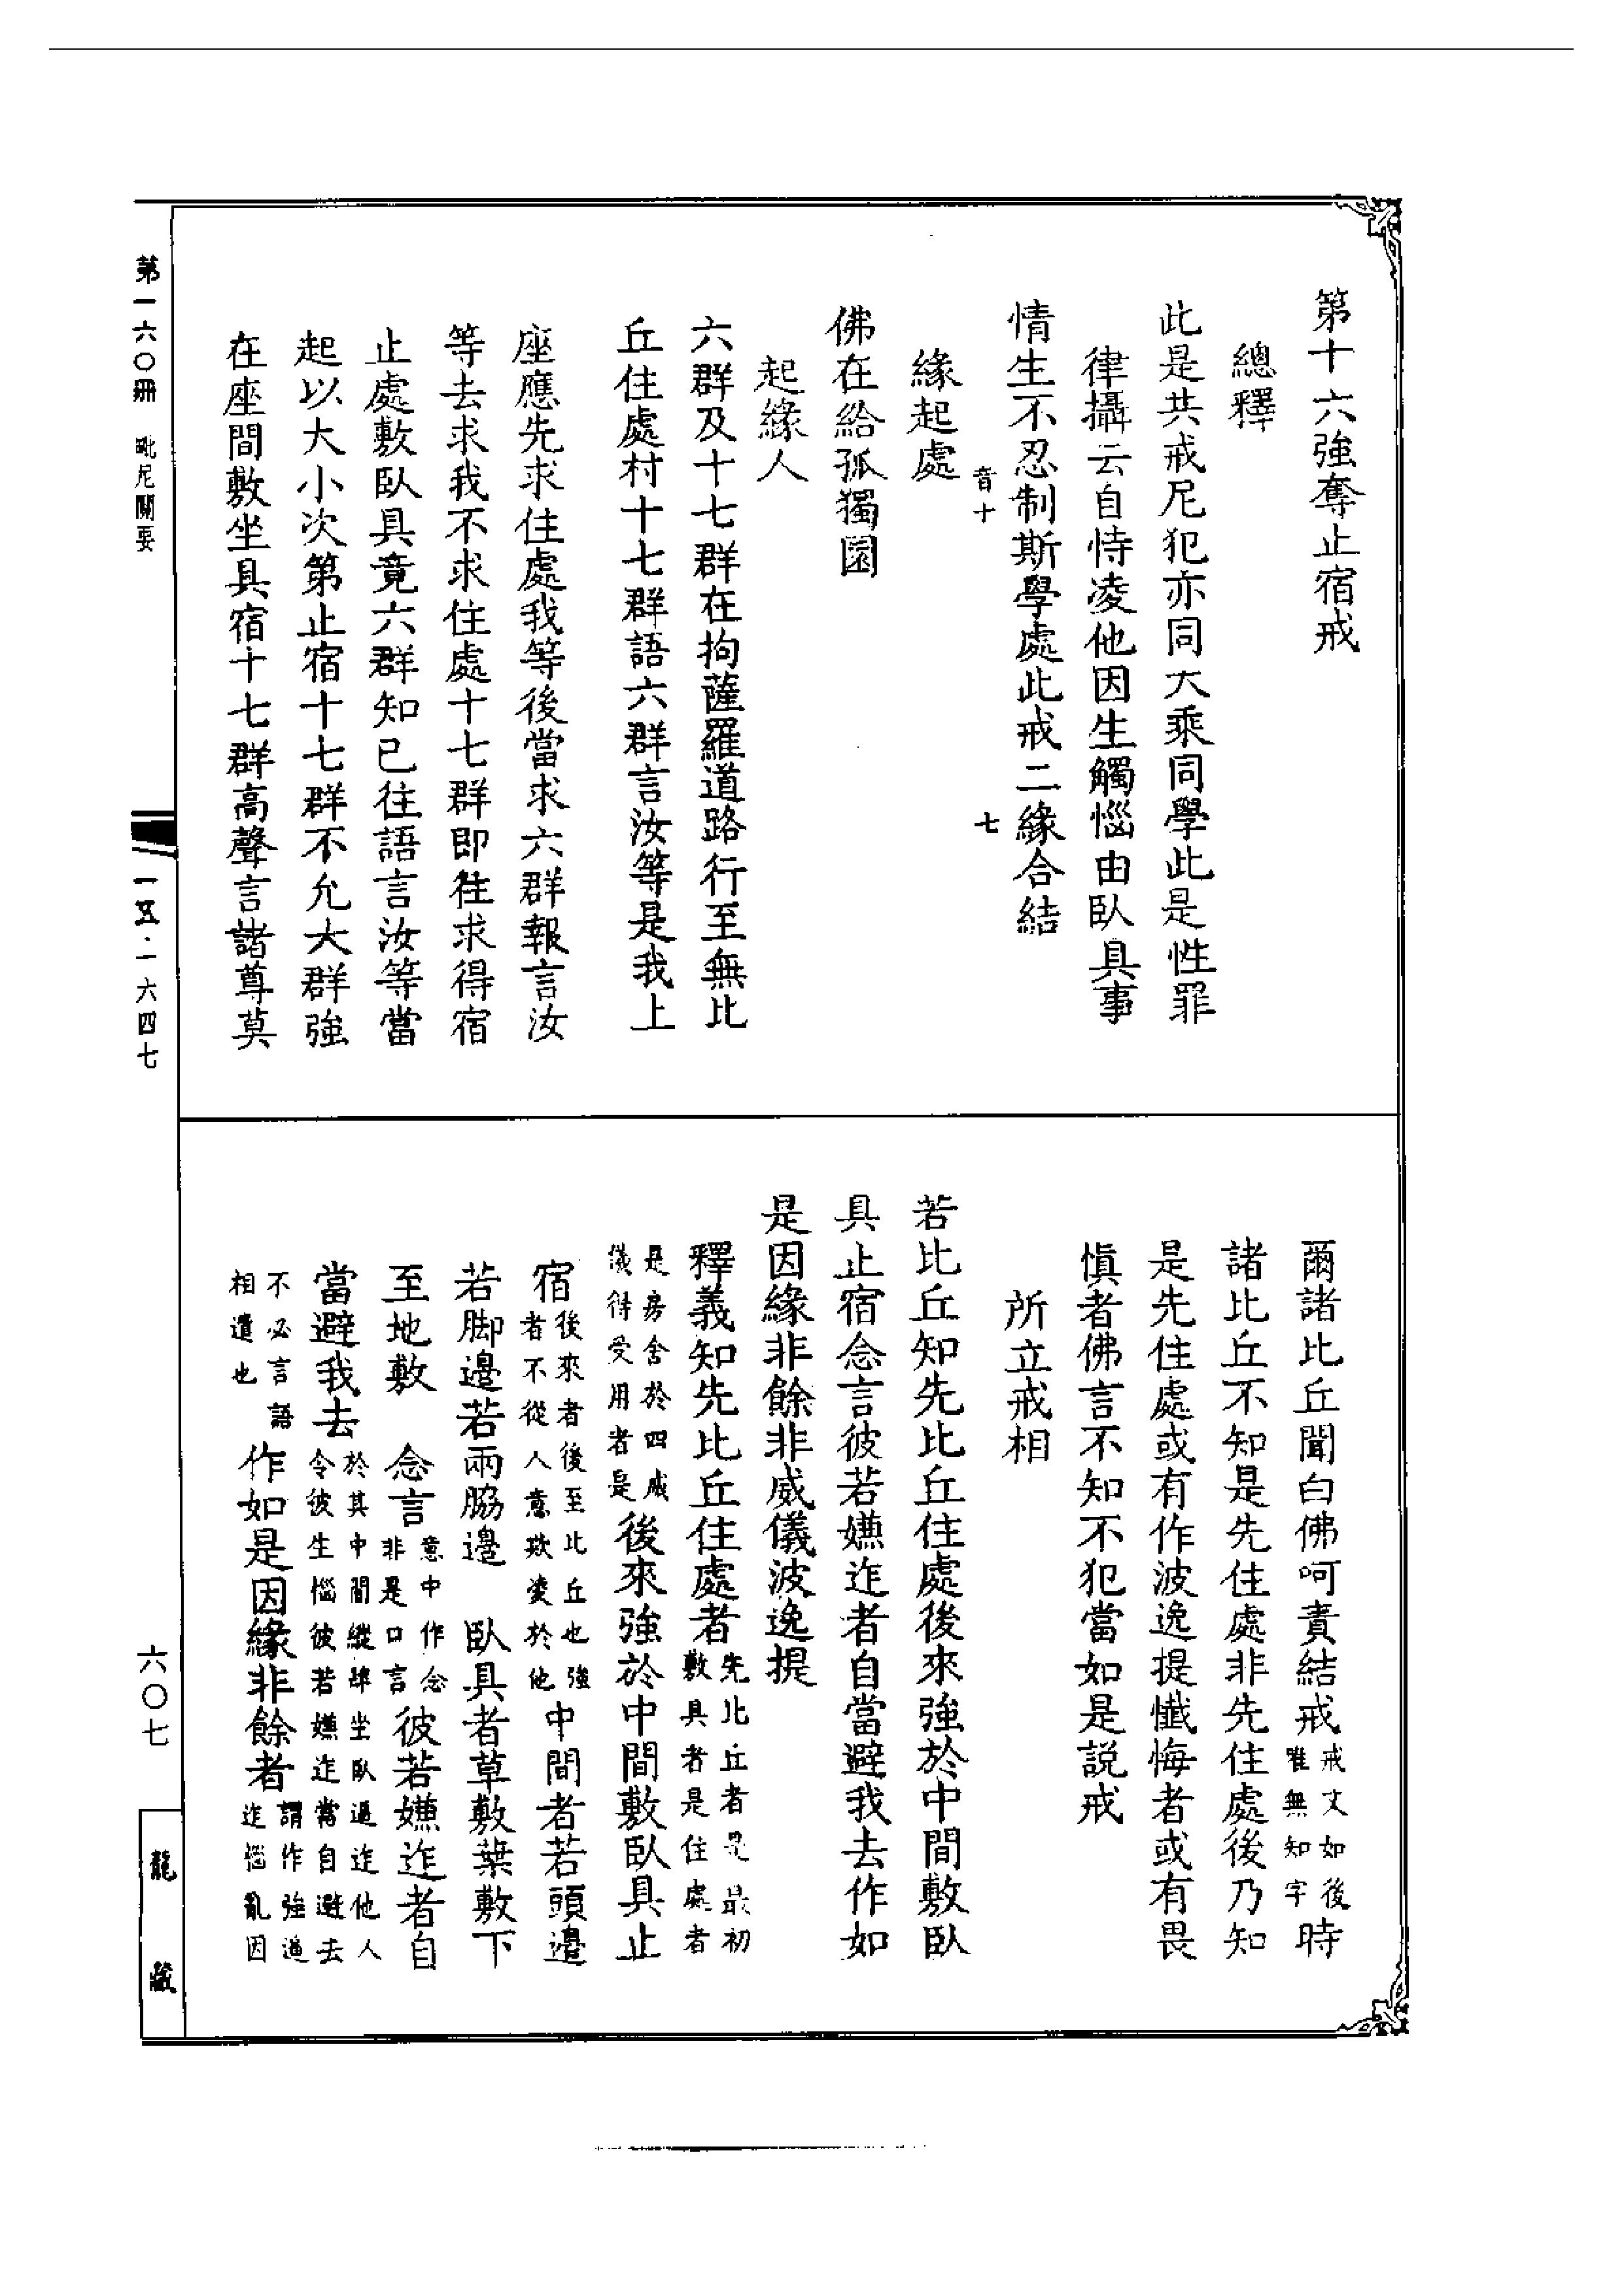 第十六強奪止宿戒
總釋
此是共戒尼犯亦同大乘同學此是性罪
律攝云自恃凌他因生觸惱由臥具事
情生不忍制斯學處此戒二緣合結
音十 七
緣起處
佛在給孤獨園
起緣人
六群及十七群在拘薩羅道路行至無比
丘住處村十七群語六群言汝等是我上
座應先求住處我等後當求六群報言汝
等去求我不求住處十七群即往求得宿
止處敷臥具竟六群知已往語言汝等當
起以大小次第止宿十七群不允大群強
在座間敷坐具宿十七群高聲言諸尊莫
爾諸比丘聞白佛呵責結戒戒文如後唯無知字時
諸比丘不知是先住處非先住處後乃知
是先住處或有作波逸提懺悔者或有畏
慎者佛言不知不犯當如是說戒
所立戒相
若比丘知先比丘住處後來強於中間敷臥
具止宿念言彼若嫌迮者自當避我去作如
是因緣非餘非威儀波逸提
釋義知先比丘住處者先比丘者是最初敷具者是住處者
是房舍於四威儀得受用者是後來強於中間敷臥具止
宿後來者後至比丘也強者不從人意欺凌於他中間者若頭邊
若脚邊若兩脇邊 臥具者草敷葉敷下
至地敷 念言意中作念非是口言彼若嫌迮者自
當避我去於其中間縱肆坐臥逼迮他人令彼生惱彼若嫌迮當自避去
不必言語相遣也作如是因緣非餘者謂作強逼迮惱亂因
第一六〇冊 毗尼關要
一五·一六四七
六〇七
龍藏